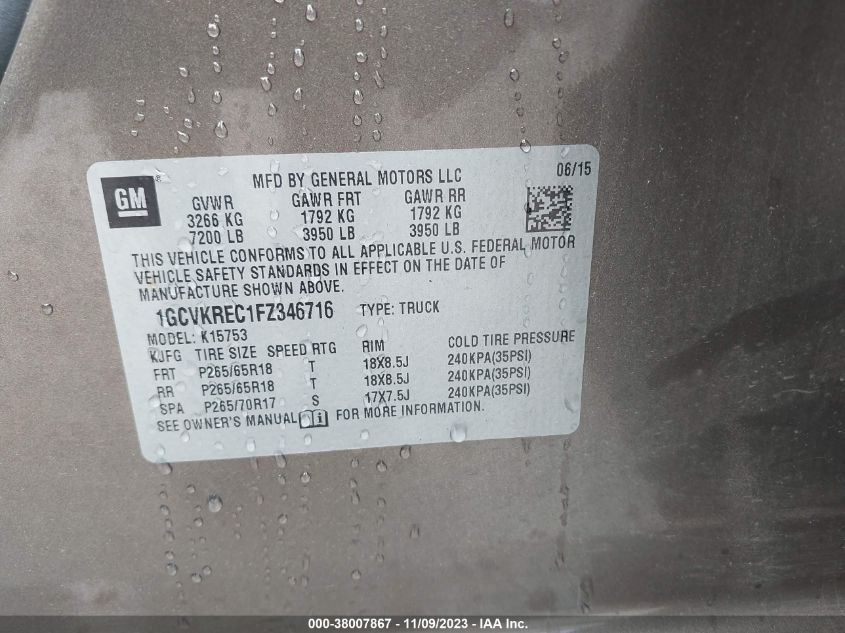 GM
®
MFD BY GENERAL MOTORS LLC
06/15
GVWR GAWR FRT GAWR RR
3266 KG 1792 KG 1792 KG
7200 LB 3950 LB 3950 LB
THIS VEHICLE CONFORMS TO ALL APPLICABLE U.S. FEDERAL MOTOR
VEHICLE SAFETY STANDARDS IN EFFECT ON THE DATE OF
MANUFACTURE SHOWN ABOVE.
1GCVKREC1FZ346716 TYPE: TRUCK
MODEL: K15753
KJFG TIRE SIZE SPEED RTG RIM COLD TIRE PRESSURE
FRT P265/65R18 T 18X8.5J 240KPA(35PSI)
RR P265/65R18 T 18X8.5J 240KPA(35PSI)
SPA P265/70R17 S 17X7.5J 240KPA(35PSI)
SEE OWNER'S MANUAL i FOR MORE INFORMATION.
000-38007867 - 11/09/2023 - IAA Inc.